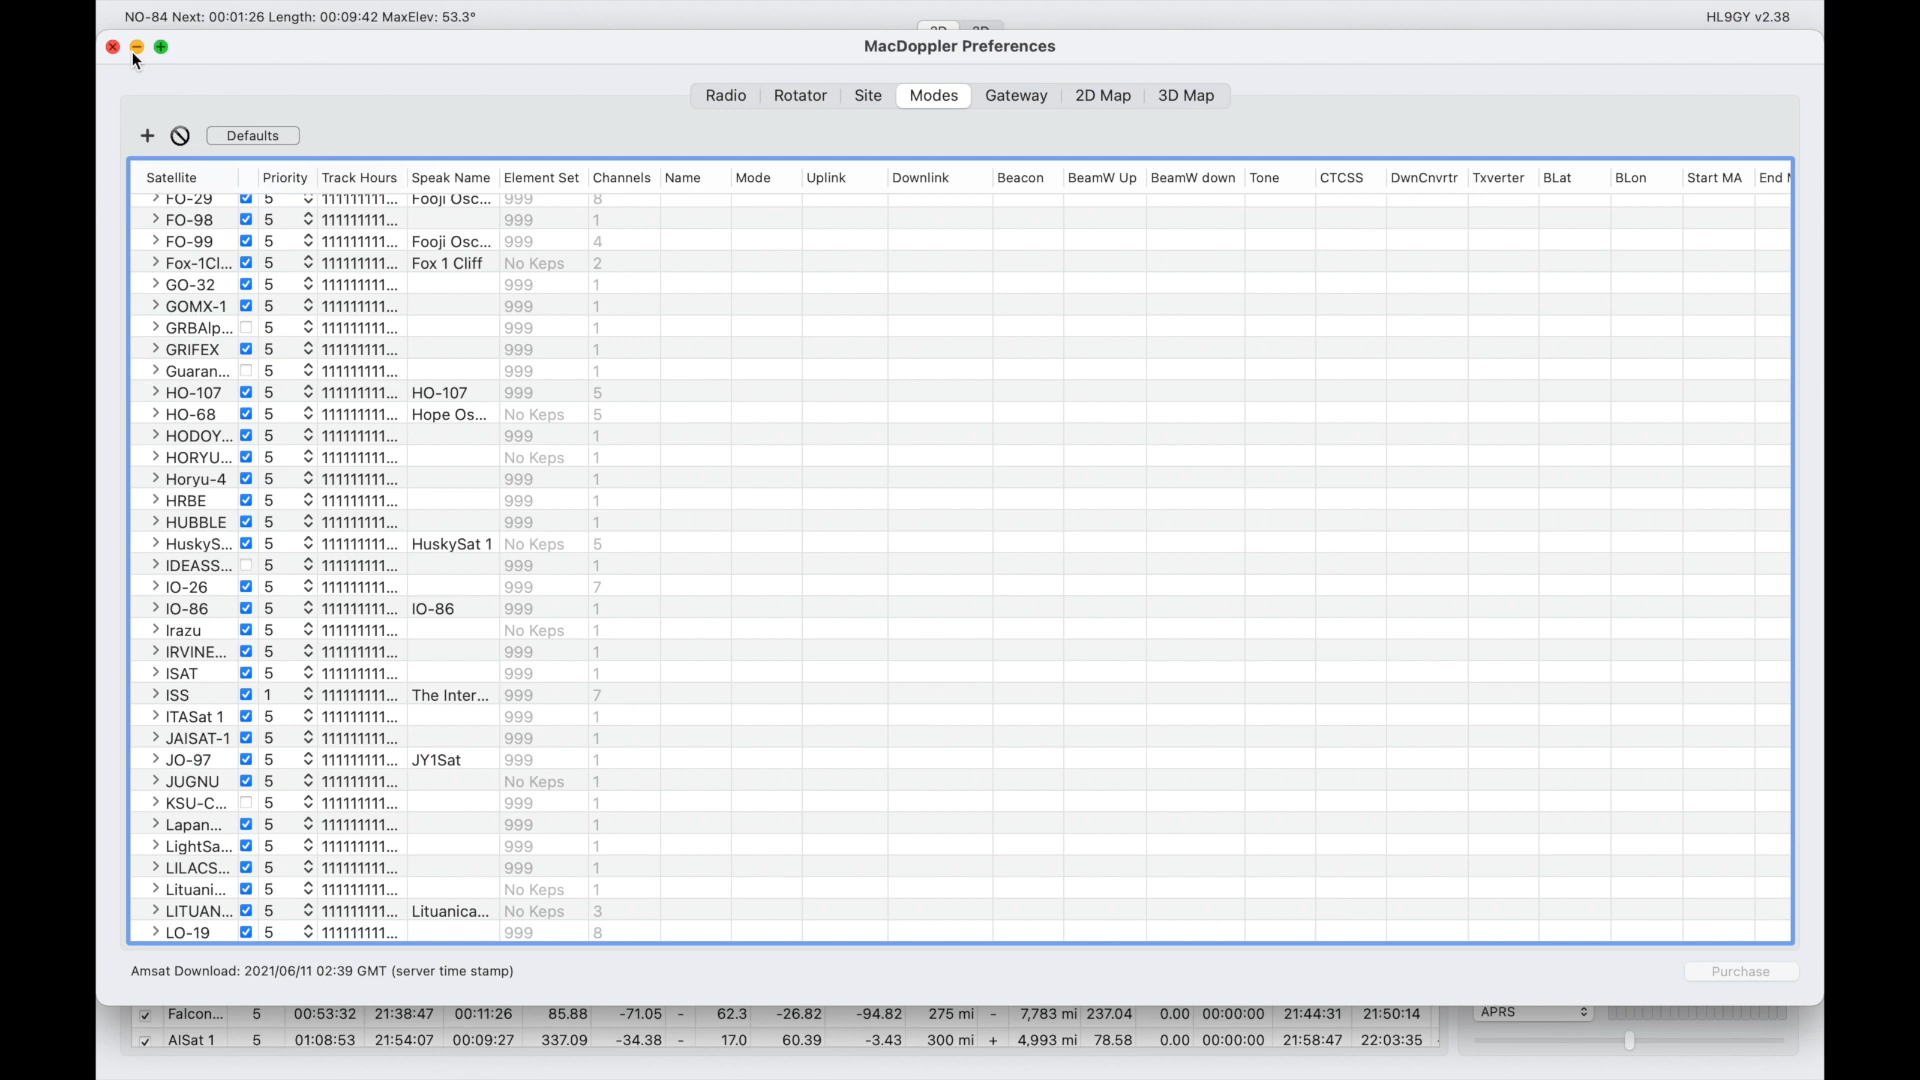 NO-84 Next: 00:01:26 Length: 00:09:42 MaxElev: 53.3° HL9GY v2.38
MacDoppler Preferences
Radio Rotator Site Modes Gateway 2D Map 3D Map
Defaults
Satellite Priority Track Hours Speak Name Element Set Channels Name Mode Uplink Downlink Beacon BeamW Up BeamW down Tone CTCSS DwnCnvrtr Txverter BLat BLon Start MA End
FO-29 5 111111111... Fooji Osc... 999 8
FO-98 5 111111111... 999 1
FO-99 5 111111111... Fooji Osc... 999 4
Fox-1Cl... 5 111111111... Fox 1 Cliff No Keps 2
GO-32 5 111111111... 999 1
GOMX-1 5 111111111... 999 1
GRBAlp... 5 111111111... 999 1
GRIFEX 5 111111111... 999 1
Guaran... 5 111111111... 999 1
HO-107 5 111111111... HO-107 999 5
HO-68 5 111111111... Hope Os... No Keps 5
HODOY... 5 111111111... 999 1
HORYU... 5 111111111... No Keps 1
Horyu-4 5 111111111... 999 1
HRBE 5 111111111... 999 1
HUBBLE 5 111111111... 999 1
HuskyS... 5 111111111... HuskySat 1 No Keps 5
IDEASS... 5 111111111... 999 1
IO-26 5 111111111... 999 7
IO-86 5 111111111... IO-86 999 1
Irazu 5 111111111... No Keps 1
IRVINE... 5 111111111... 999 1
ISAT 5 111111111... 999 1
ISS 1 111111111... The Inter... 999 7
ITASat 1 5 111111111... 999 1
JAISAT-1 5 111111111... 999 1
JO-97 5 111111111... JY1Sat 999 1
JUGNU 5 111111111... No Keps 1
KSU-C... 5 111111111... 999 1
Lapan... 5 111111111... 999 1
LightSa... 5 111111111... 999 1
LILACS... 5 111111111... 999 1
Lituani... 5 111111111... No Keps 1
LITUAN... 5 111111111... Lituanica... No Keps 3
LO-19 5 111111111... 999 8
Amsat Download: 2021/06/11 02:39 GMT (server time stamp) Purchase
Falcon... 5 00:53:32 21:38:47 00:11:26 85.88 -71.05 - 62.3 -26.82 -94.82 275 mi - 7,783 mi 237.04 0.00 00:00:00 21:44:31 21:50:14 APRS
AlSat 1 5 01:08:53 21:54:07 00:09:27 337.09 -34.38 - 17.0 60.39 -3.43 300 mi + 4,993 mi 78.58 0.00 00:00:00 21:58:47 22:03:35